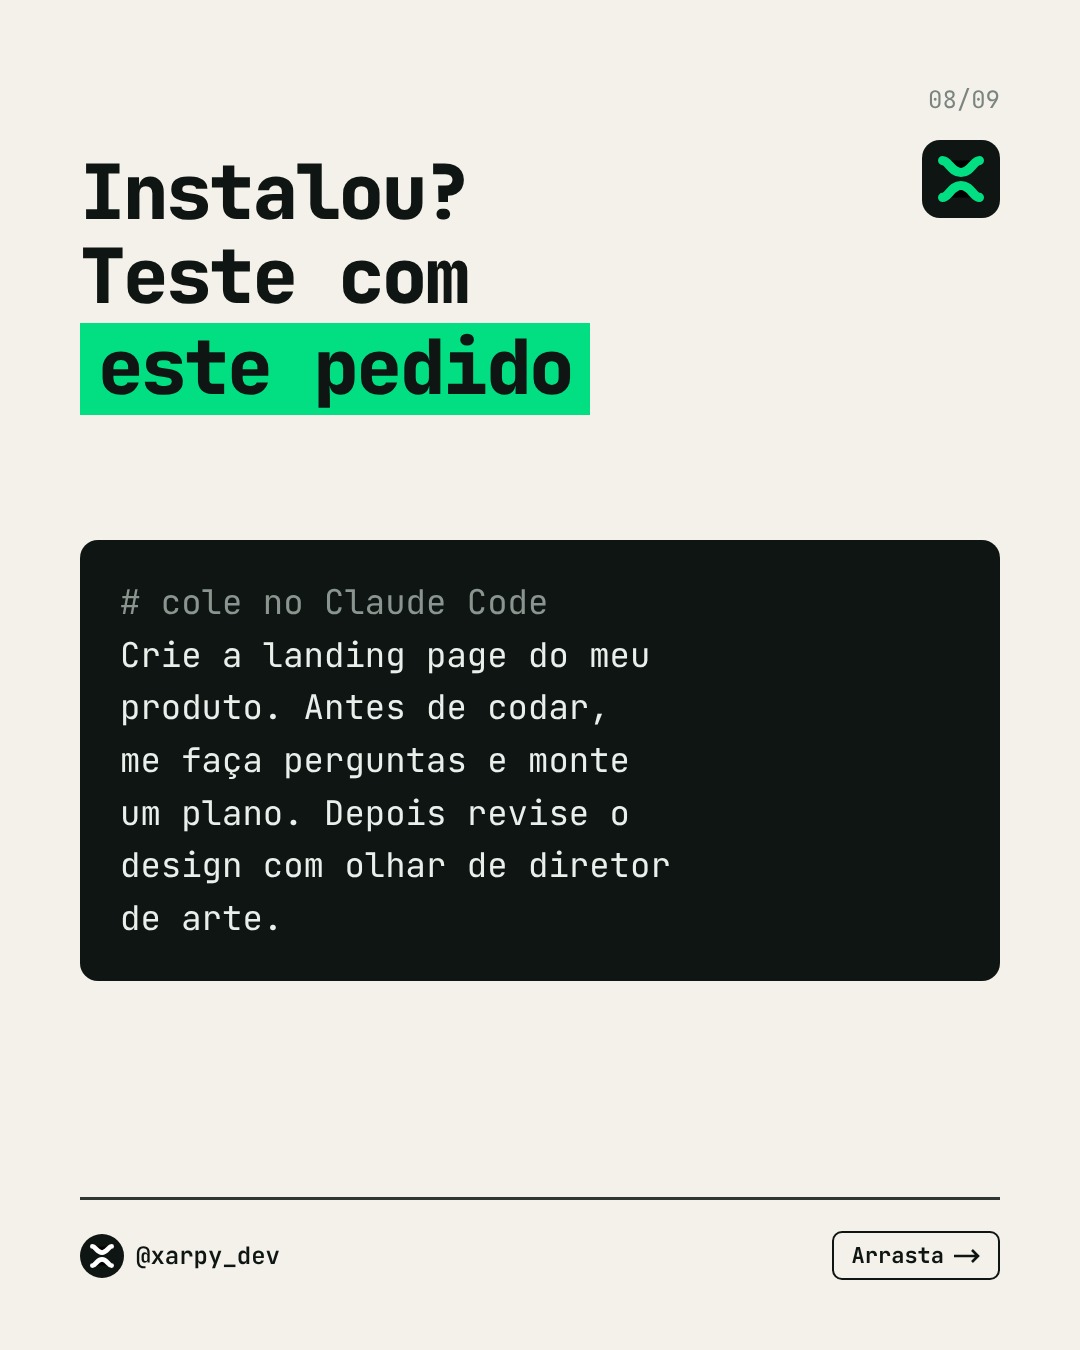 08/09
Instalou?
Teste com
este pedido
# cole no Claude Code
Crie a landing page do meu
produto. Antes de codar,
me faça perguntas e monte
um plano. Depois revise o
design com olhar de diretor
de arte.
@xarpy_dev
Arrasta →